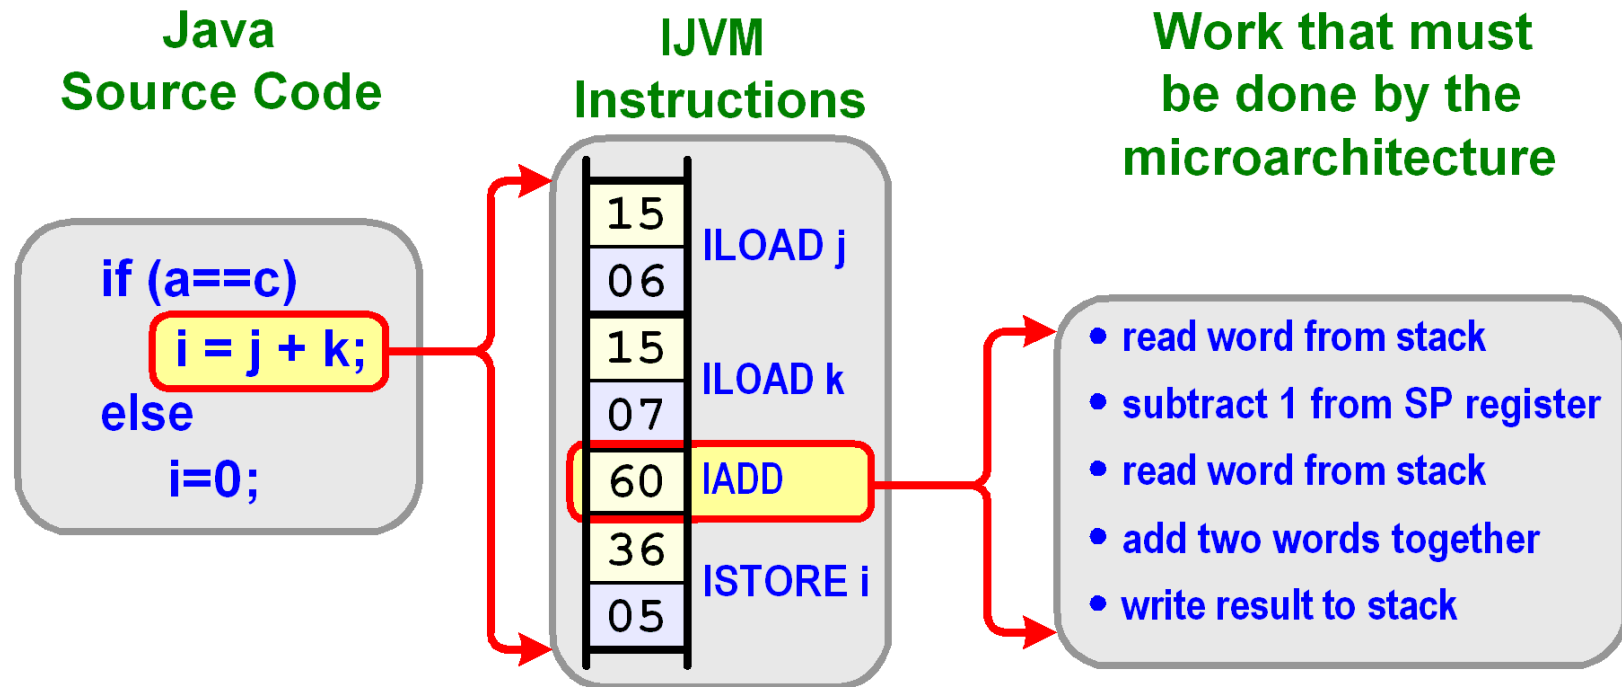 Java
Source Code
if (a==c)
i = j + k;
else
i=0;
IJVM
Instructions
15
06
ILOAD j
15
07
ILOAD k
60
IADD
36
05
ISTORE i
Work that must
be done by the
microarchitecture
• read word from stack
• subtract 1 from SP register
• read word from stack
• add two words together
• write result to stack